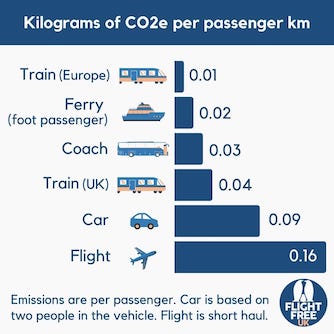 Kilograms of CO2e per passenger km
Train (Europe) 0.01
Ferry
(foot passenger) 0.02
Coach 0.03
Train (UK) 0.04
Car 0.09
Flight 0.16
Emissions are per passenger. Car is based on
two people in the vehicle. Flight is short haul.
FLIGHT
FREE
UK